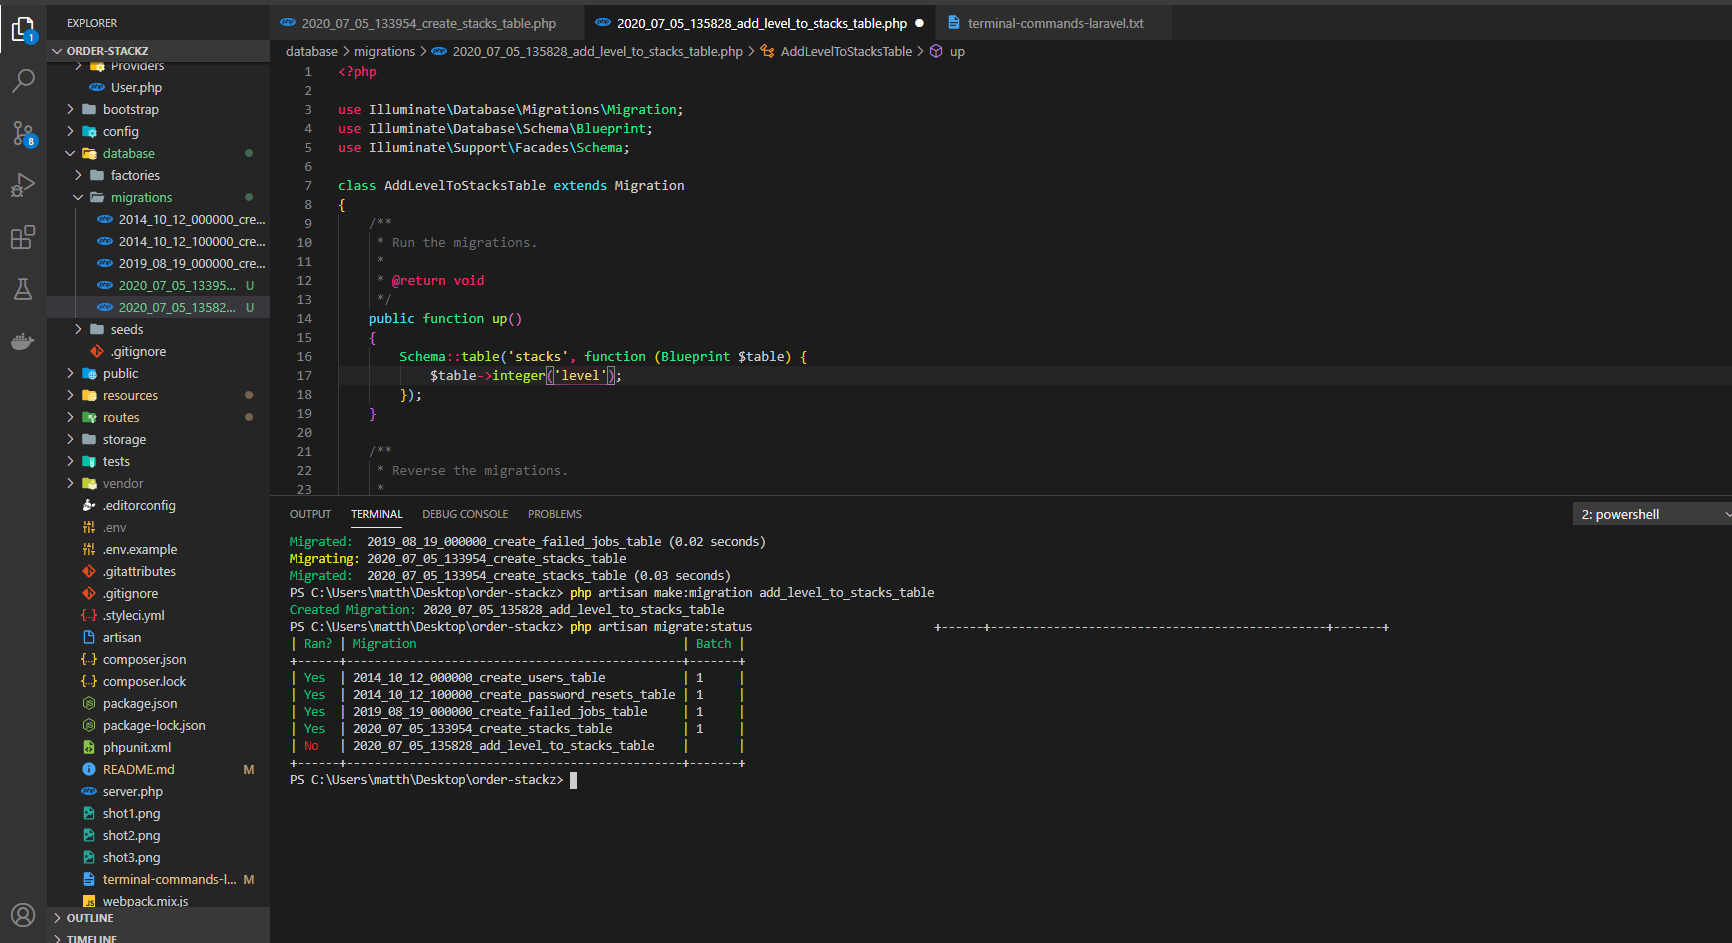 EXPLORER
ORDER-STACKZ
Providers
User.php
bootstrap
config
database
factories
migrations
2014_10_12_000000_cre...
2014_10_12_100000_cre...
2019_08_19_000000_cre...
2020_07_05_13395... U
2020_07_05_13582... U
seeds
.gitignore
public
resources
routes
storage
tests
vendor
.editorconfig
.env
.env.example
.gitattributes
.gitignore
.styleci.yml
artisan
composer.json
composer.lock
package.json
package-lock.json
phpunit.xml
README.md M
server.php
shot1.png
shot2.png
shot3.png
terminal-commands-l... M
webpack.mix.js
OUTLINE
TIMELINE
1
8
2020_07_05_133954_create_stacks_table.php
2020_07_05_135828_add_level_to_stacks_table.php
terminal-commands-laravel.txt
database > migrations > 2020_07_05_135828_add_level_to_stacks_table.php > AddLevelToStacksTable > up
1 <?php
2
3 use Illuminate\Database\Migrations\Migration;
4 use Illuminate\Database\Schema\Blueprint;
5 use Illuminate\Support\Facades\Schema;
6
7 class AddLevelToStacksTable extends Migration
8 {
9 /**
10 * Run the migrations.
11 *
12 * @return void
13 */
14 public function up()
15 {
16 Schema::table('stacks', function (Blueprint $table) {
17 $table->integer('level');
18 });
19 }
20
21 /**
22 * Reverse the migrations.
23 *
OUTPUT TERMINAL DEBUG CONSOLE PROBLEMS
2: powershell
Migrated: 2019_08_19_000000_create_failed_jobs_table (0.02 seconds)
Migrating: 2020_07_05_133954_create_stacks_table
Migrated: 2020_07_05_133954_create_stacks_table (0.03 seconds)
PS C:\Users\matth\Desktop\order-stackz> php artisan make:migration add_level_to_stacks_table
Created Migration: 2020_07_05_135828_add_level_to_stacks_table
PS C:\Users\matth\Desktop\order-stackz> php artisan migrate:status +------+------------------------------------------------+-------+
| Ran? | Migration | Batch |
+------+------------------------------------------------+-------+
| Yes | 2014_10_12_000000_create_users_table | 1 |
| Yes | 2014_10_12_100000_create_password_resets_table | 1 |
| Yes | 2019_08_19_000000_create_failed_jobs_table | 1 |
| Yes | 2020_07_05_133954_create_stacks_table | 1 |
| No | 2020_07_05_135828_add_level_to_stacks_table | |
+------+------------------------------------------------+-------+
PS C:\Users\matth\Desktop\order-stackz>